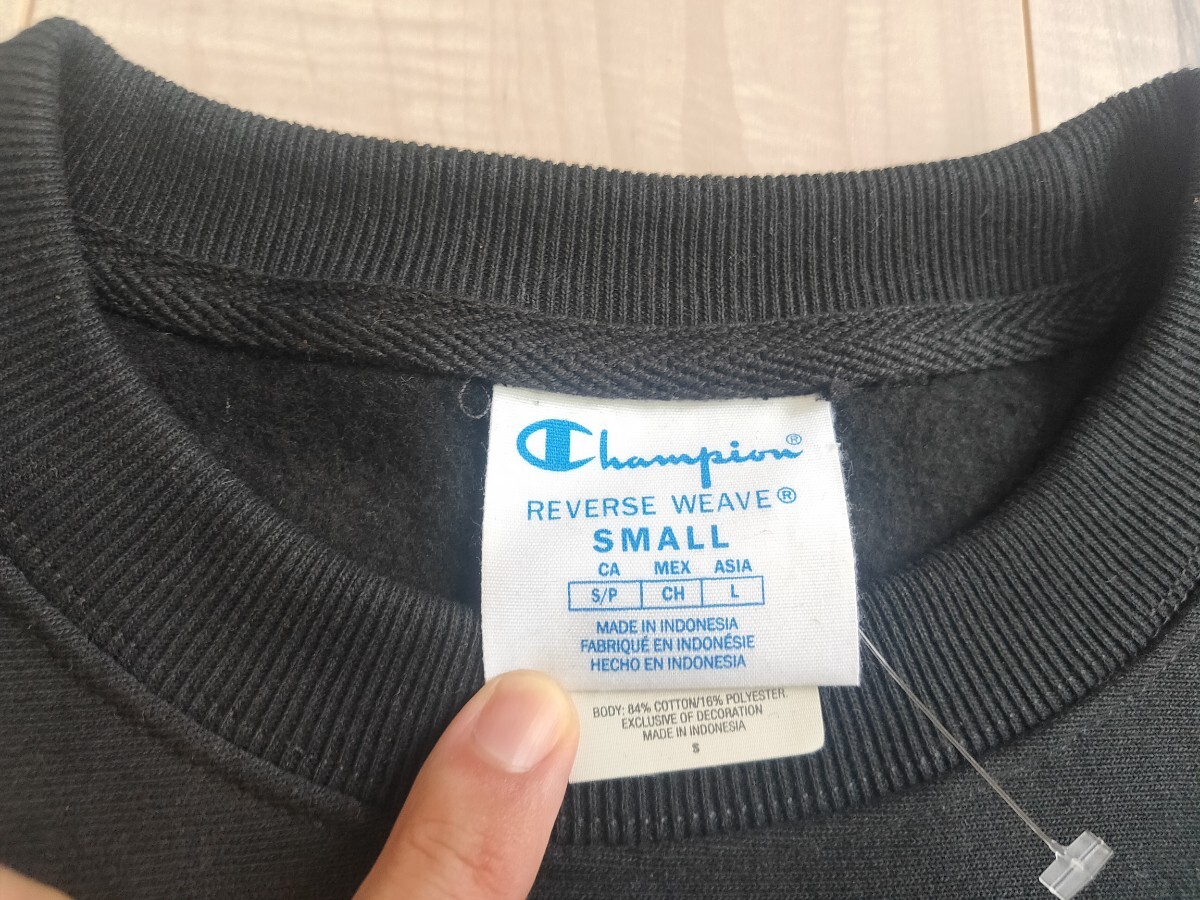 Champion®
REVERSE WEAVE®
SMALL
CA MEX ASIA
S/P CH L
MADE IN INDONESIA
FABRIQUÉ EN INDONÉSIE
HECHO EN INDONESIA
BODY: 84% COTTON/16% POLYESTER.
EXCLUSIVE OF DECORATION
MADE IN INDONESIA
S